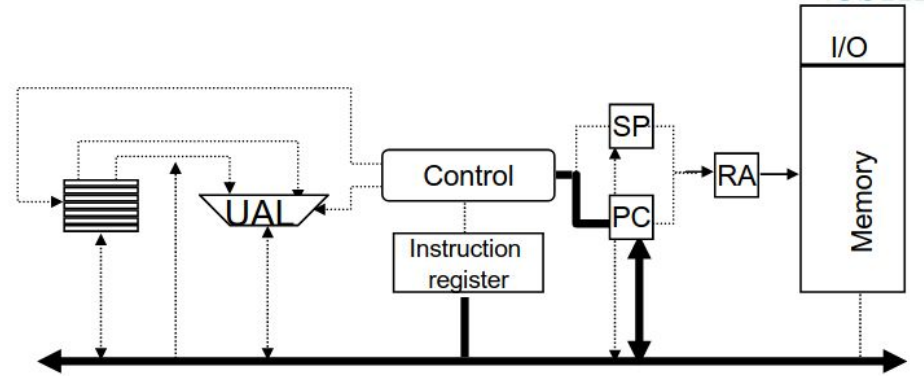 I/O
SP
Control
RA
UAL
PC
Memory
Instruction
register